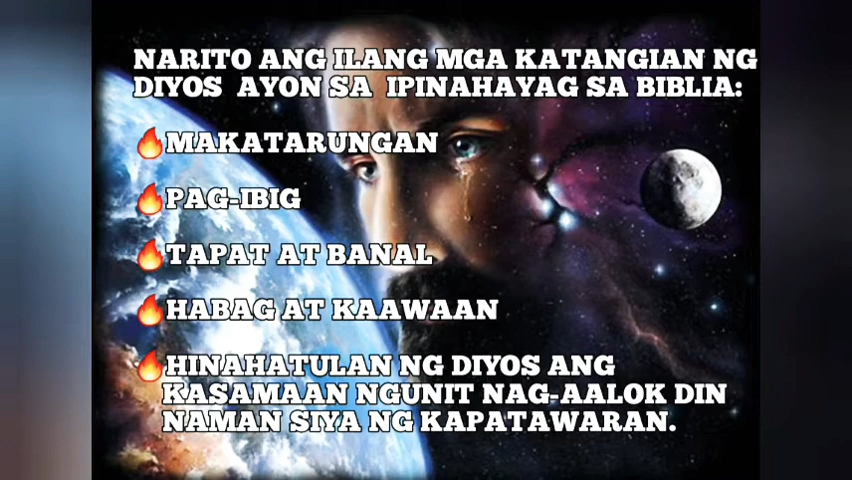 NARITO ANG ILANG MGA KATANGIAN NG
DIYOS AYON SA IPINAHAYAG SA BIBLIA:
🔥MAKATARUNGAN
🔥PAG-IBIG
🔥TAPAT AT BANAL
🔥HABAG AT KAAWAAN
🔥HINAHATULAN NG DIYOS ANG
KASAMAAN NGUNIT NAG-AALOK DIN
NAMAN SIYA NG KAPATAWARAN.